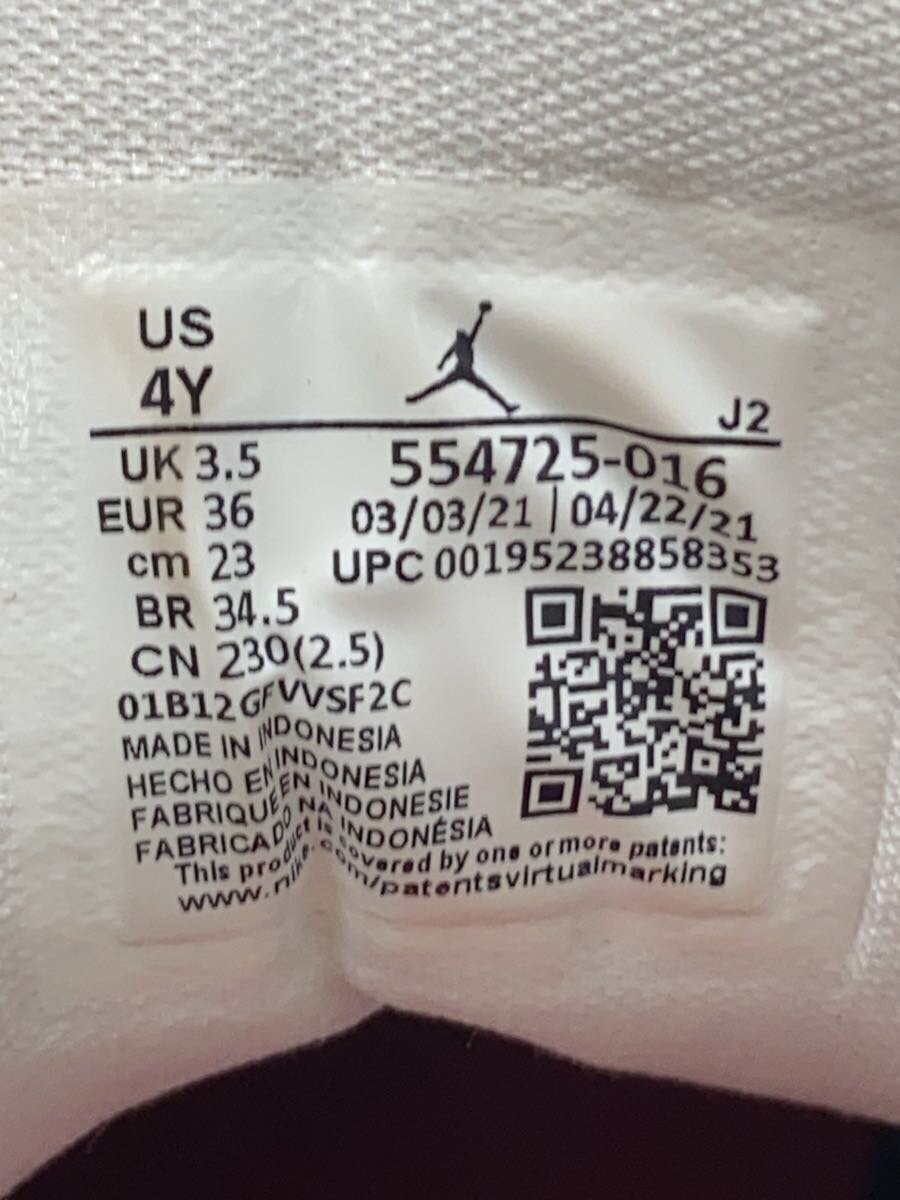 US
4Y
J2
UK 3.5
EUR 36
cm 23
BR 34.5
CN 230(2.5)
554725-016
03/03/21 | 04/22/21
UPC 00195238858353
01B12GFVVSF2C
MADE IN INDONESIA
HECHO EN INDONESIA
FABRIQUE EN INDONESIE
FABRICADO NA INDONÉSIA
This product is covered by one or more patents:
www.nike.com/patentsvirtualmarking